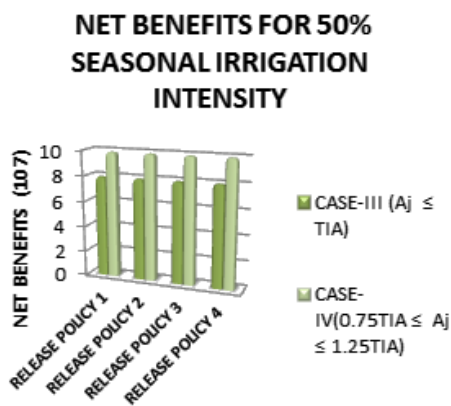 NET BENEFITS FOR 50%
SEASONAL IRRIGATION
INTENSITY
NET BENEFITS (107)
10
8
6
4
2
0
RELEASE POLICY 1
RELEASE POLICY 2
RELEASE POLICY 3
RELEASE POLICY 4
CASE-III (Aj ≤
TIA)
CASE-
IV(0.75TIA ≤ Aj
≤ 1.25TIA)